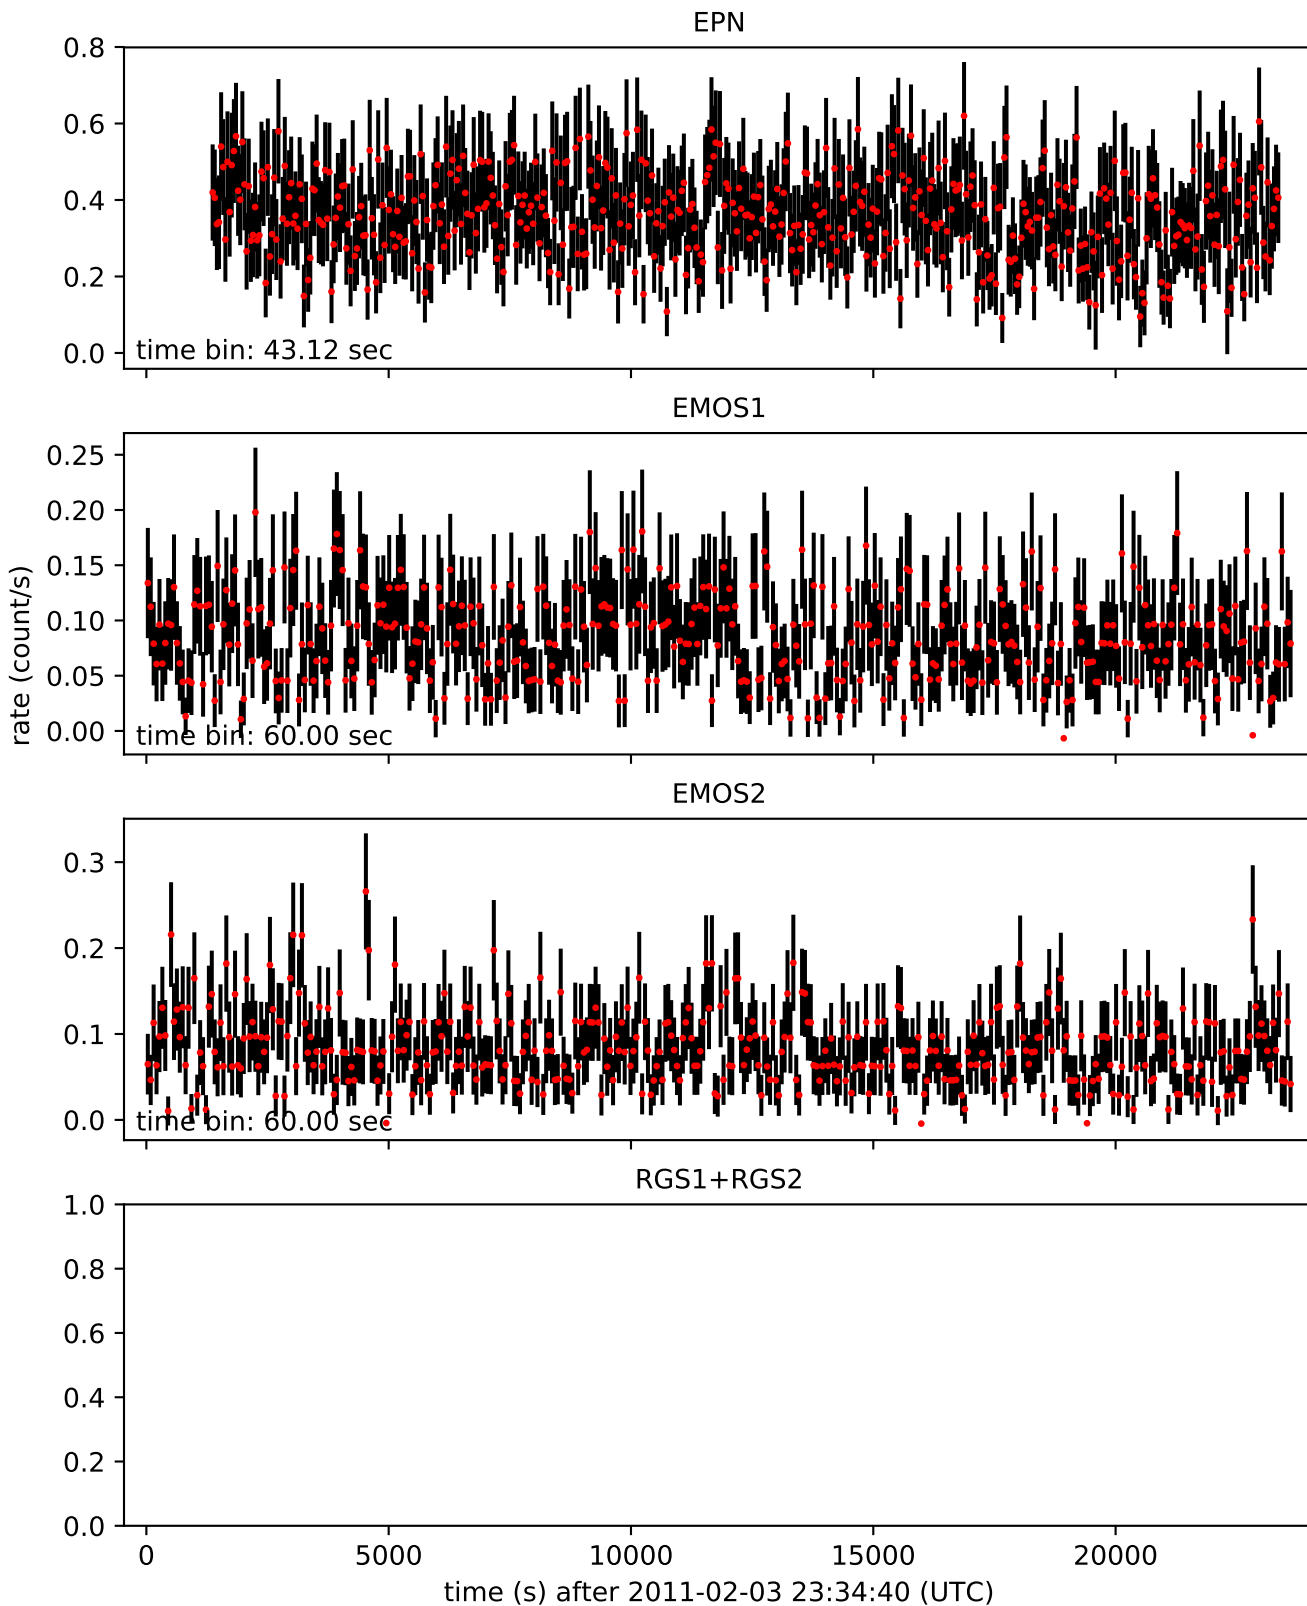 EPN
0.8
0.6
0.4
0.2
0.0
time bin: 43.12 sec
EMOS1
0.25
0.20
0.15
0.10
0.05
0.00
time bin: 60.00 sec
rate (count/s)
EMOS2
0.3
0.2
0.1
0.0
time bin: 60.00 sec
RGS1+RGS2
1.0
0.8
0.6
0.4
0.2
0.0
0 5000 10000 15000 20000
time (s) after 2011-02-03 23:34:40 (UTC)